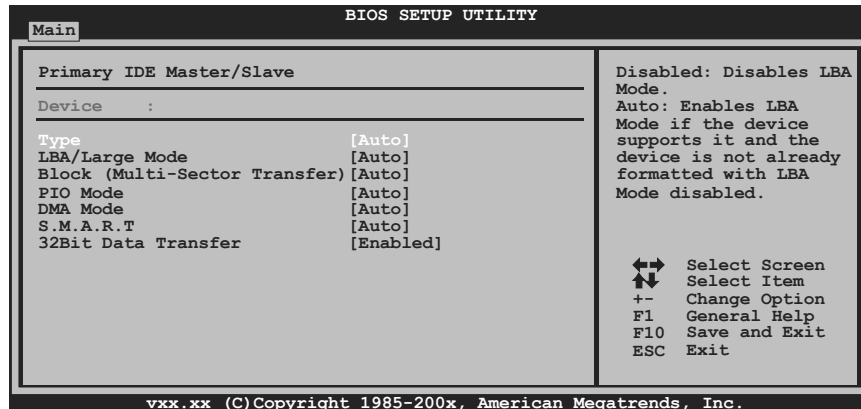 BIOS SETUP UTILITY
Main
Primary IDE Master/Slave
Device :
Type [Auto]
LBA/Large Mode [Auto]
Block (Multi-Sector Transfer) [Auto]
PIO Mode [Auto]
DMA Mode [Auto]
S.M.A.R.T [Auto]
32Bit Data Transfer [Enabled]
Disabled: Disables LBA
Mode.
Auto: Enables LBA
Mode if the device
supports it and the
device is not already
formatted with LBA
Mode disabled.
Select Screen
Select Item
+- Change Option
F1 General Help
F10 Save and Exit
ESC Exit
vxx.xx (C)Copyright 1985-200x, American Megatrends, Inc.